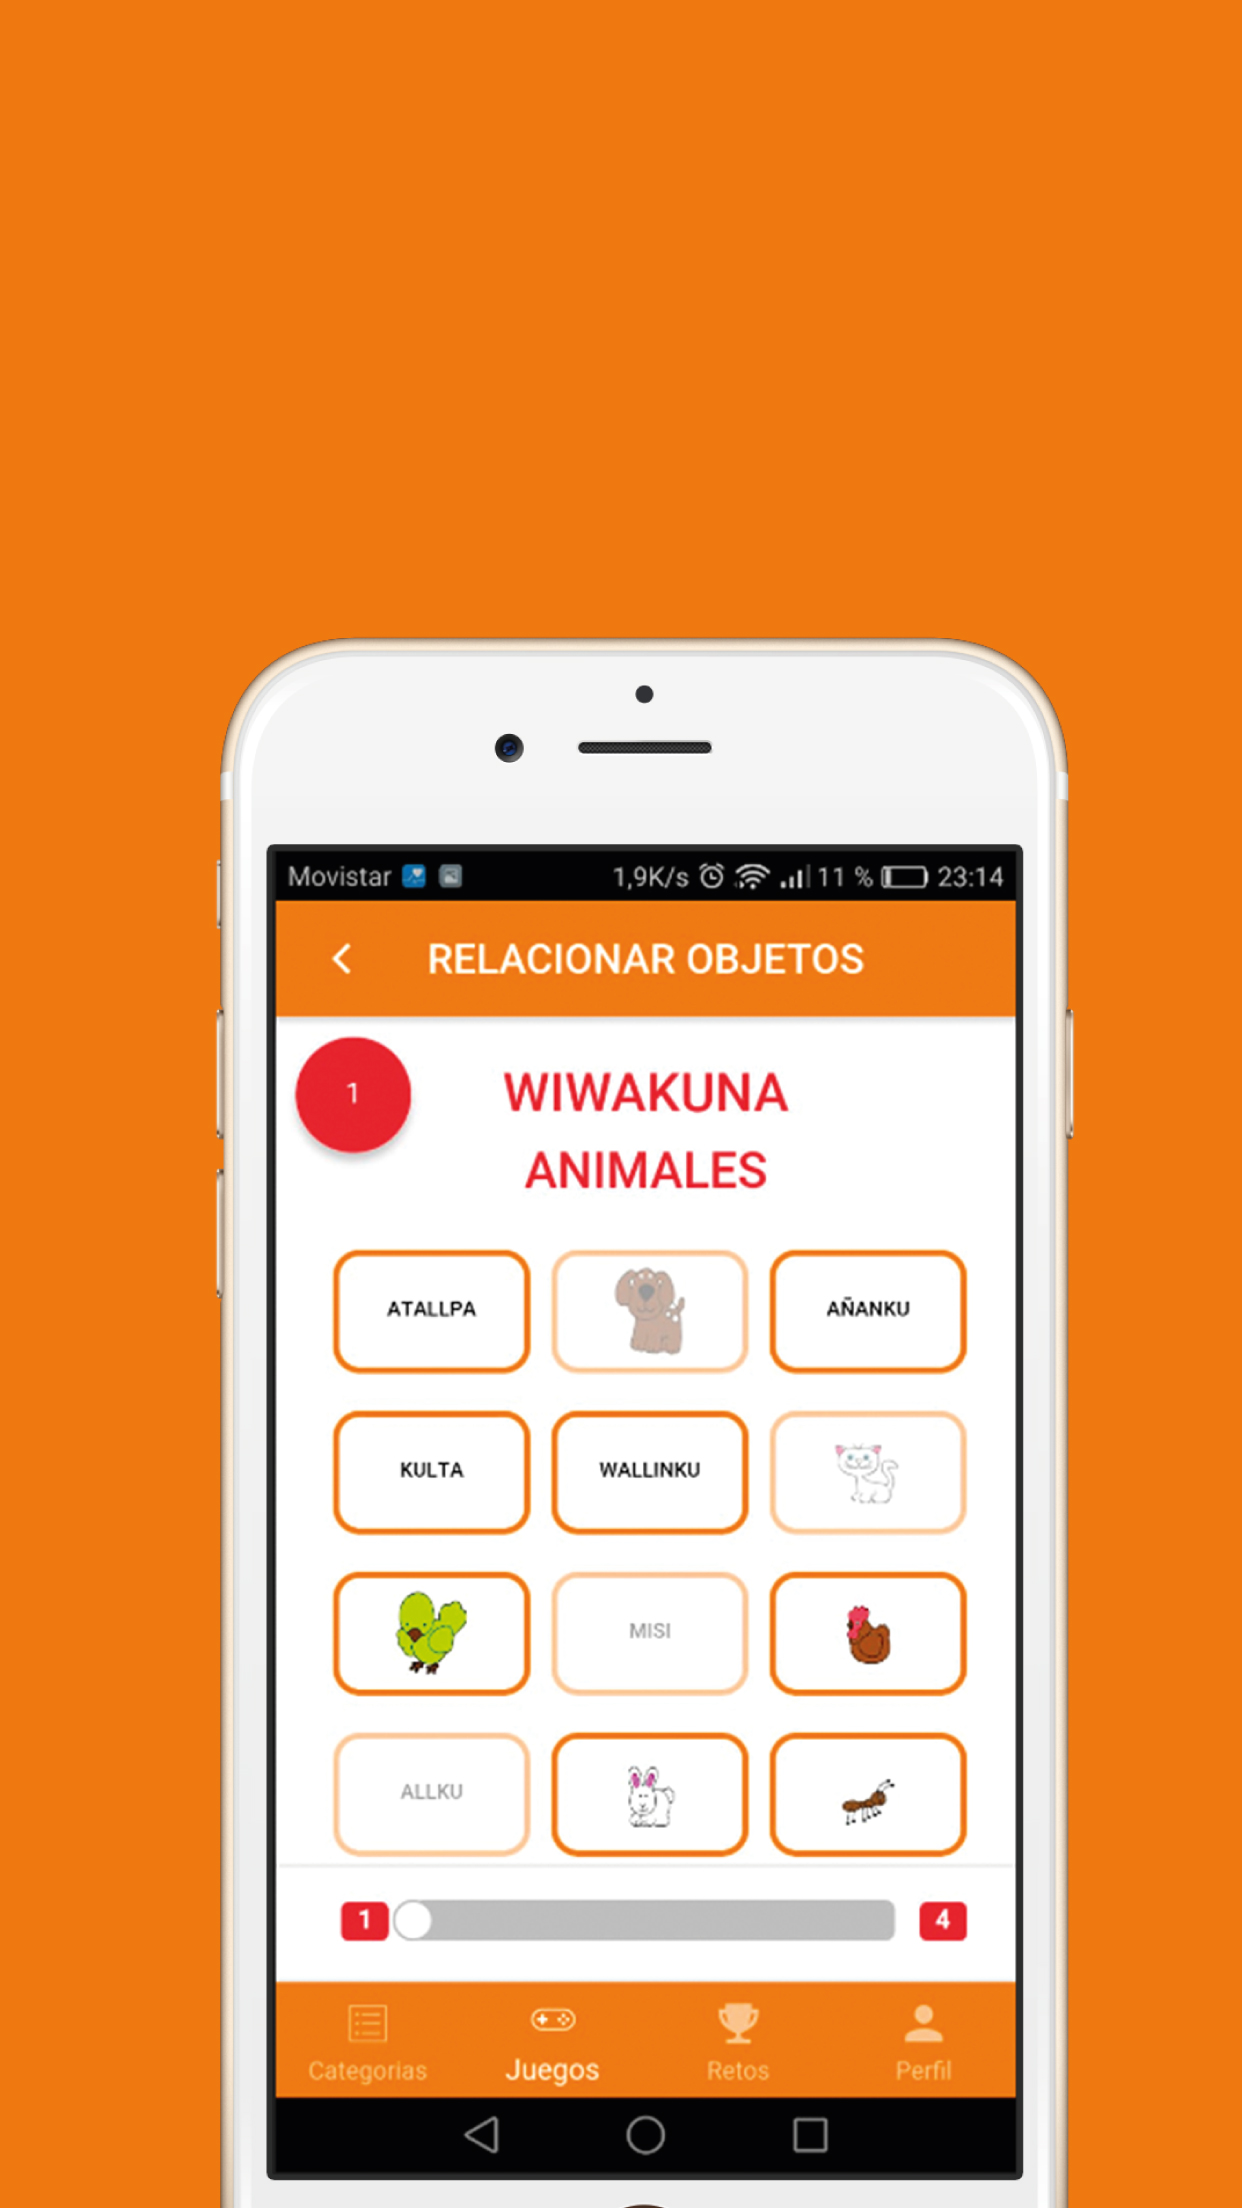 Movistar 1,9K/s 11 % 23:14
RELACIONAR OBJETOS
1
WIWAKUNA
ANIMALES
ATALLPA
AÑANKU
KULTA
WALLINKU
MISI
ALLKU
1 4
Categorias Juegos Retos Perfil